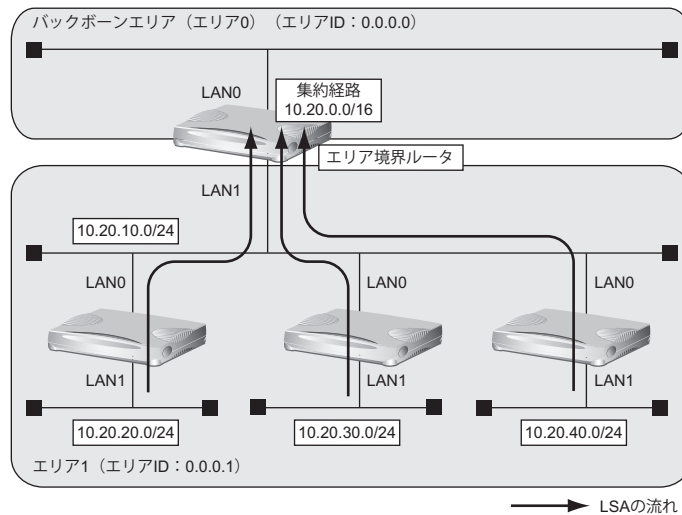 バックボーンエリア（エリア0）（エリアID：0.0.0.0）
LAN0
集約経路
10.20.0.0/16
エリア境界ルータ
LAN1
10.20.10.0/24
LAN0
LAN0
LAN0
LAN1
LAN1
LAN1
10.20.20.0/24
10.20.30.0/24
10.20.40.0/24
エリア1（エリアID：0.0.0.1）
LSAの流れ